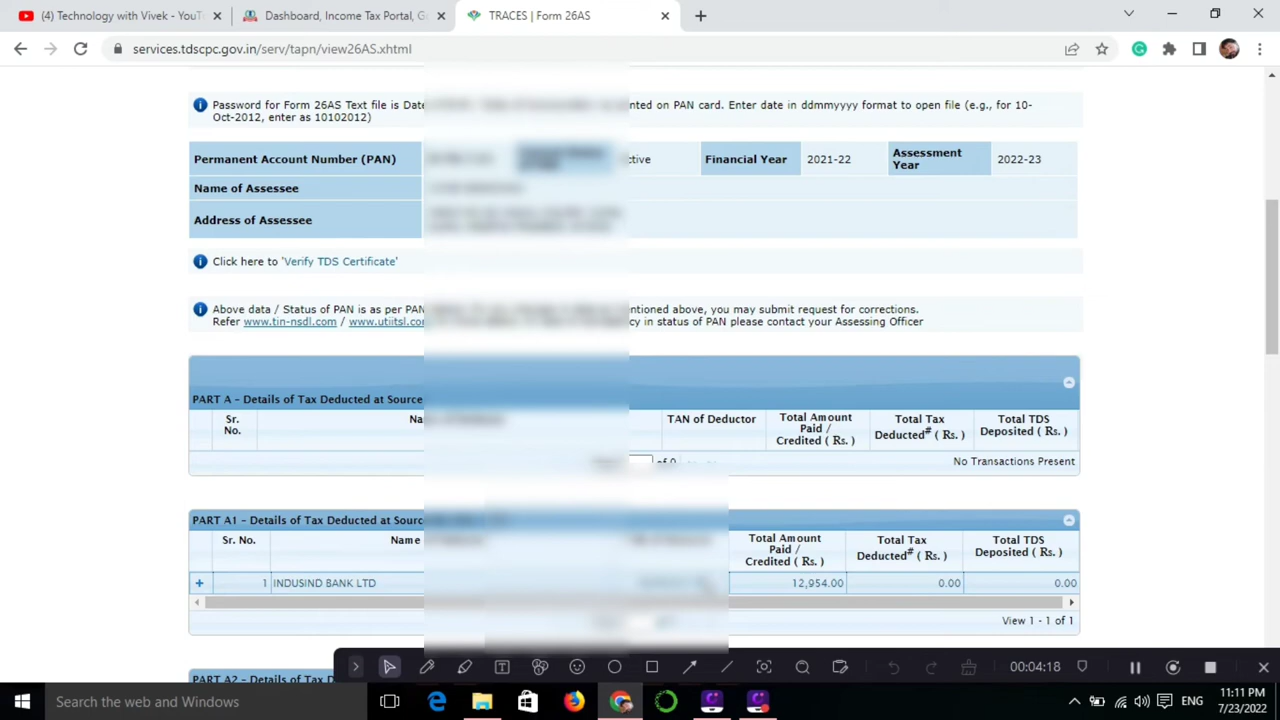 (4) Technology with Vivek - YouT
Dashboard, Income Tax Portal, G
TRACES | Form 26AS
services.tdscpc.gov.in/serv/tapn/view26AS.xhtml
Password for Form 26AS Text file is Date on PAN card. Enter date in ddmmyyyy format to open file (e.g., for 10-
Oct-2012, enter as 10102012)
Permanent Account Number (PAN) Financial Year 2021-22 Assessment Year 2022-23
Name of Assessee
Address of Assessee
Click here to 'Verify TDS Certificate'
Above data / Status of PAN is as per PAN above, you may submit request for corrections.
Refer www.tin-nsdl.com / in status of PAN please contact your Assessing Officer
PART A - Details of Tax Deducted at Source
Sr. No. TAN of Deductor Total Amount Paid / Credited ( Rs. ) Total Tax Deducted# ( Rs. ) Total TDS Deposited ( Rs. )
of 0 No Transactions Present
PART A1 - Details of Tax Deducted at Source
Sr. No. Name Total Amount Paid / Credited ( Rs. ) Total Tax Deducted# ( Rs. ) Total TDS Deposited ( Rs. )
+ 1 INDUSIND BANK LTD 12,954.00 0.00 0.00
View 1 - 1 of 1
PART A2 - Details of Tax D
00:04:18
Search the web and Windows
ENG
11:11 PM
7/23/2022